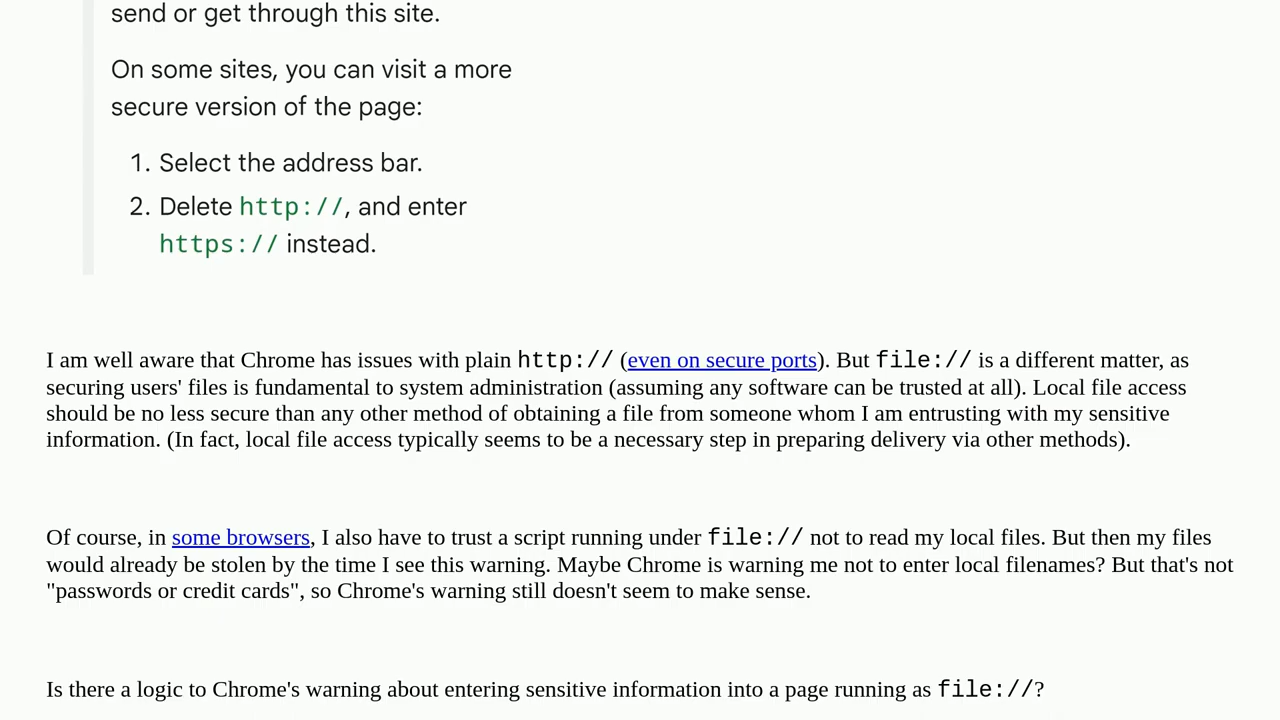 send or get through this site.
On some sites, you can visit a more
secure version of the page:
1. Select the address bar.
2. Delete http://, and enter
https:// instead.
I am well aware that Chrome has issues with plain http:// (even on secure ports). But file:// is a different matter, as
securing users' files is fundamental to system administration (assuming any software can be trusted at all). Local file access
should be no less secure than any other method of obtaining a file from someone whom I am entrusting with my sensitive
information. (In fact, local file access typically seems to be a necessary step in preparing delivery via other methods).
Of course, in some browsers, I also have to trust a script running under file:// not to read my local files. But then my files
would already be stolen by the time I see this warning. Maybe Chrome is warning me not to enter local filenames? But that's not
"passwords or credit cards", so Chrome's warning still doesn't seem to make sense.
Is there a logic to Chrome's warning about entering sensitive information into a page running as file://?